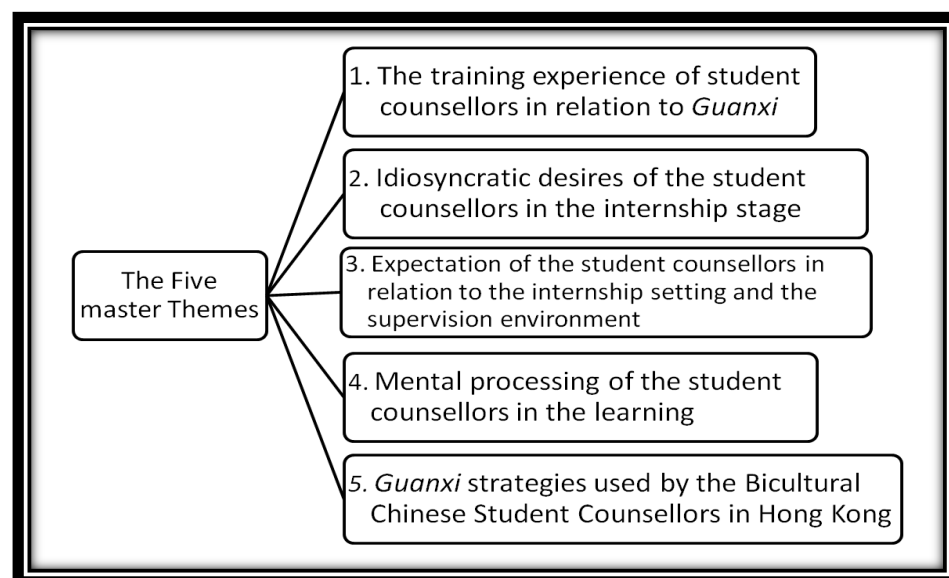 The Five
master Themes
1. The training experience of student
counsellors in relation to Guanxi
2. Idiosyncratic desires of the student
counsellors in the internship stage
3. Expectation of the student counsellors in
relation to the internship setting and the
supervision environment
4. Mental processing of the student
counsellors in the learning
5. Guanxi strategies used by the Bicultural
Chinese Student Counsellors in Hong Kong